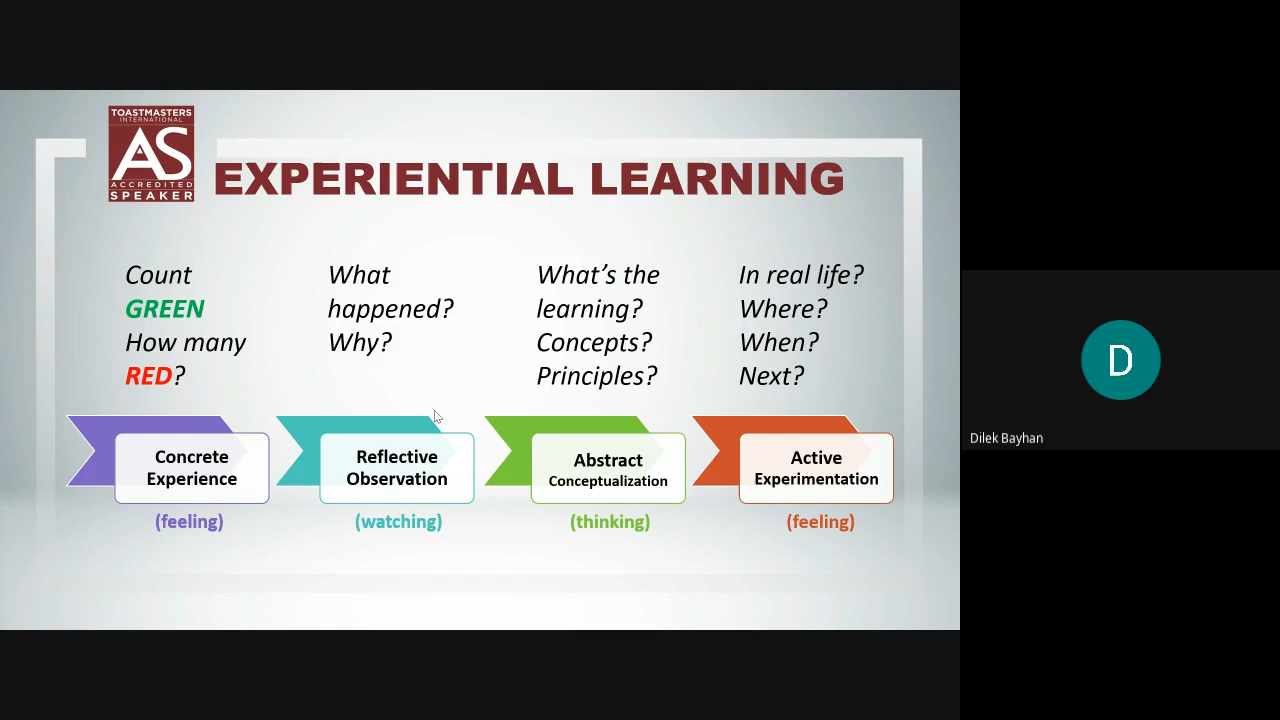 TOASTMASTERS
INTERNATIONAL
AS
ACCREDITED
SPEAKER
EXPERIENTIAL LEARNING
Count
GREEN
How many
RED?
What
happened?
Why?
What's the
learning?
Concepts?
Principles?
In real life?
Where?
When?
Next?
Concrete
Experience
(feeling)
Reflective
Observation
(watching)
Abstract
Conceptualization
(thinking)
Active
Experimentation
(feeling)
D
Dilek Bayhan